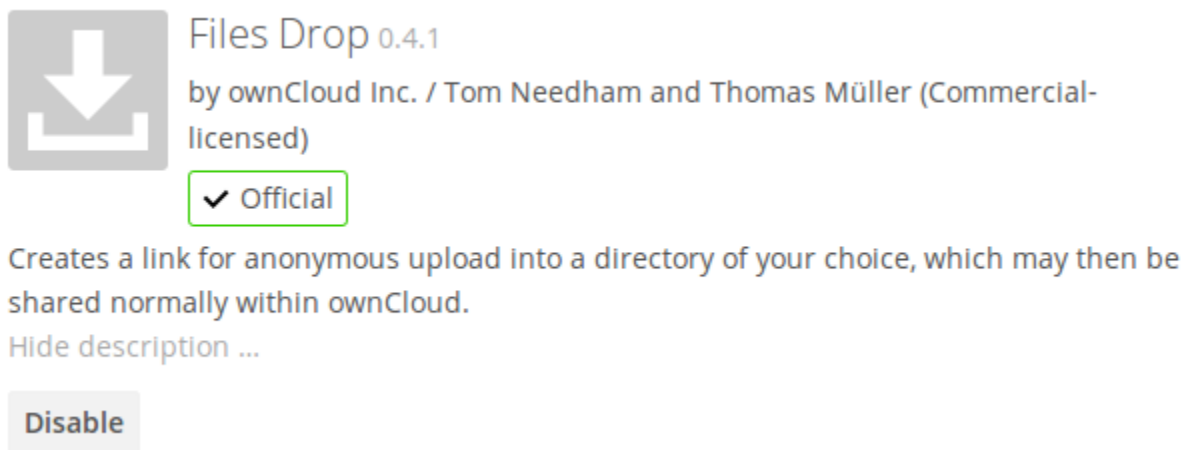 Files Drop 0.4.1
by ownCloud Inc. / Tom Needham and Thomas Müller (Commercial-
licensed)
✔ Official
Creates a link for anonymous upload into a directory of your choice, which may then be
shared normally within ownCloud.
Hide description ...
Disable